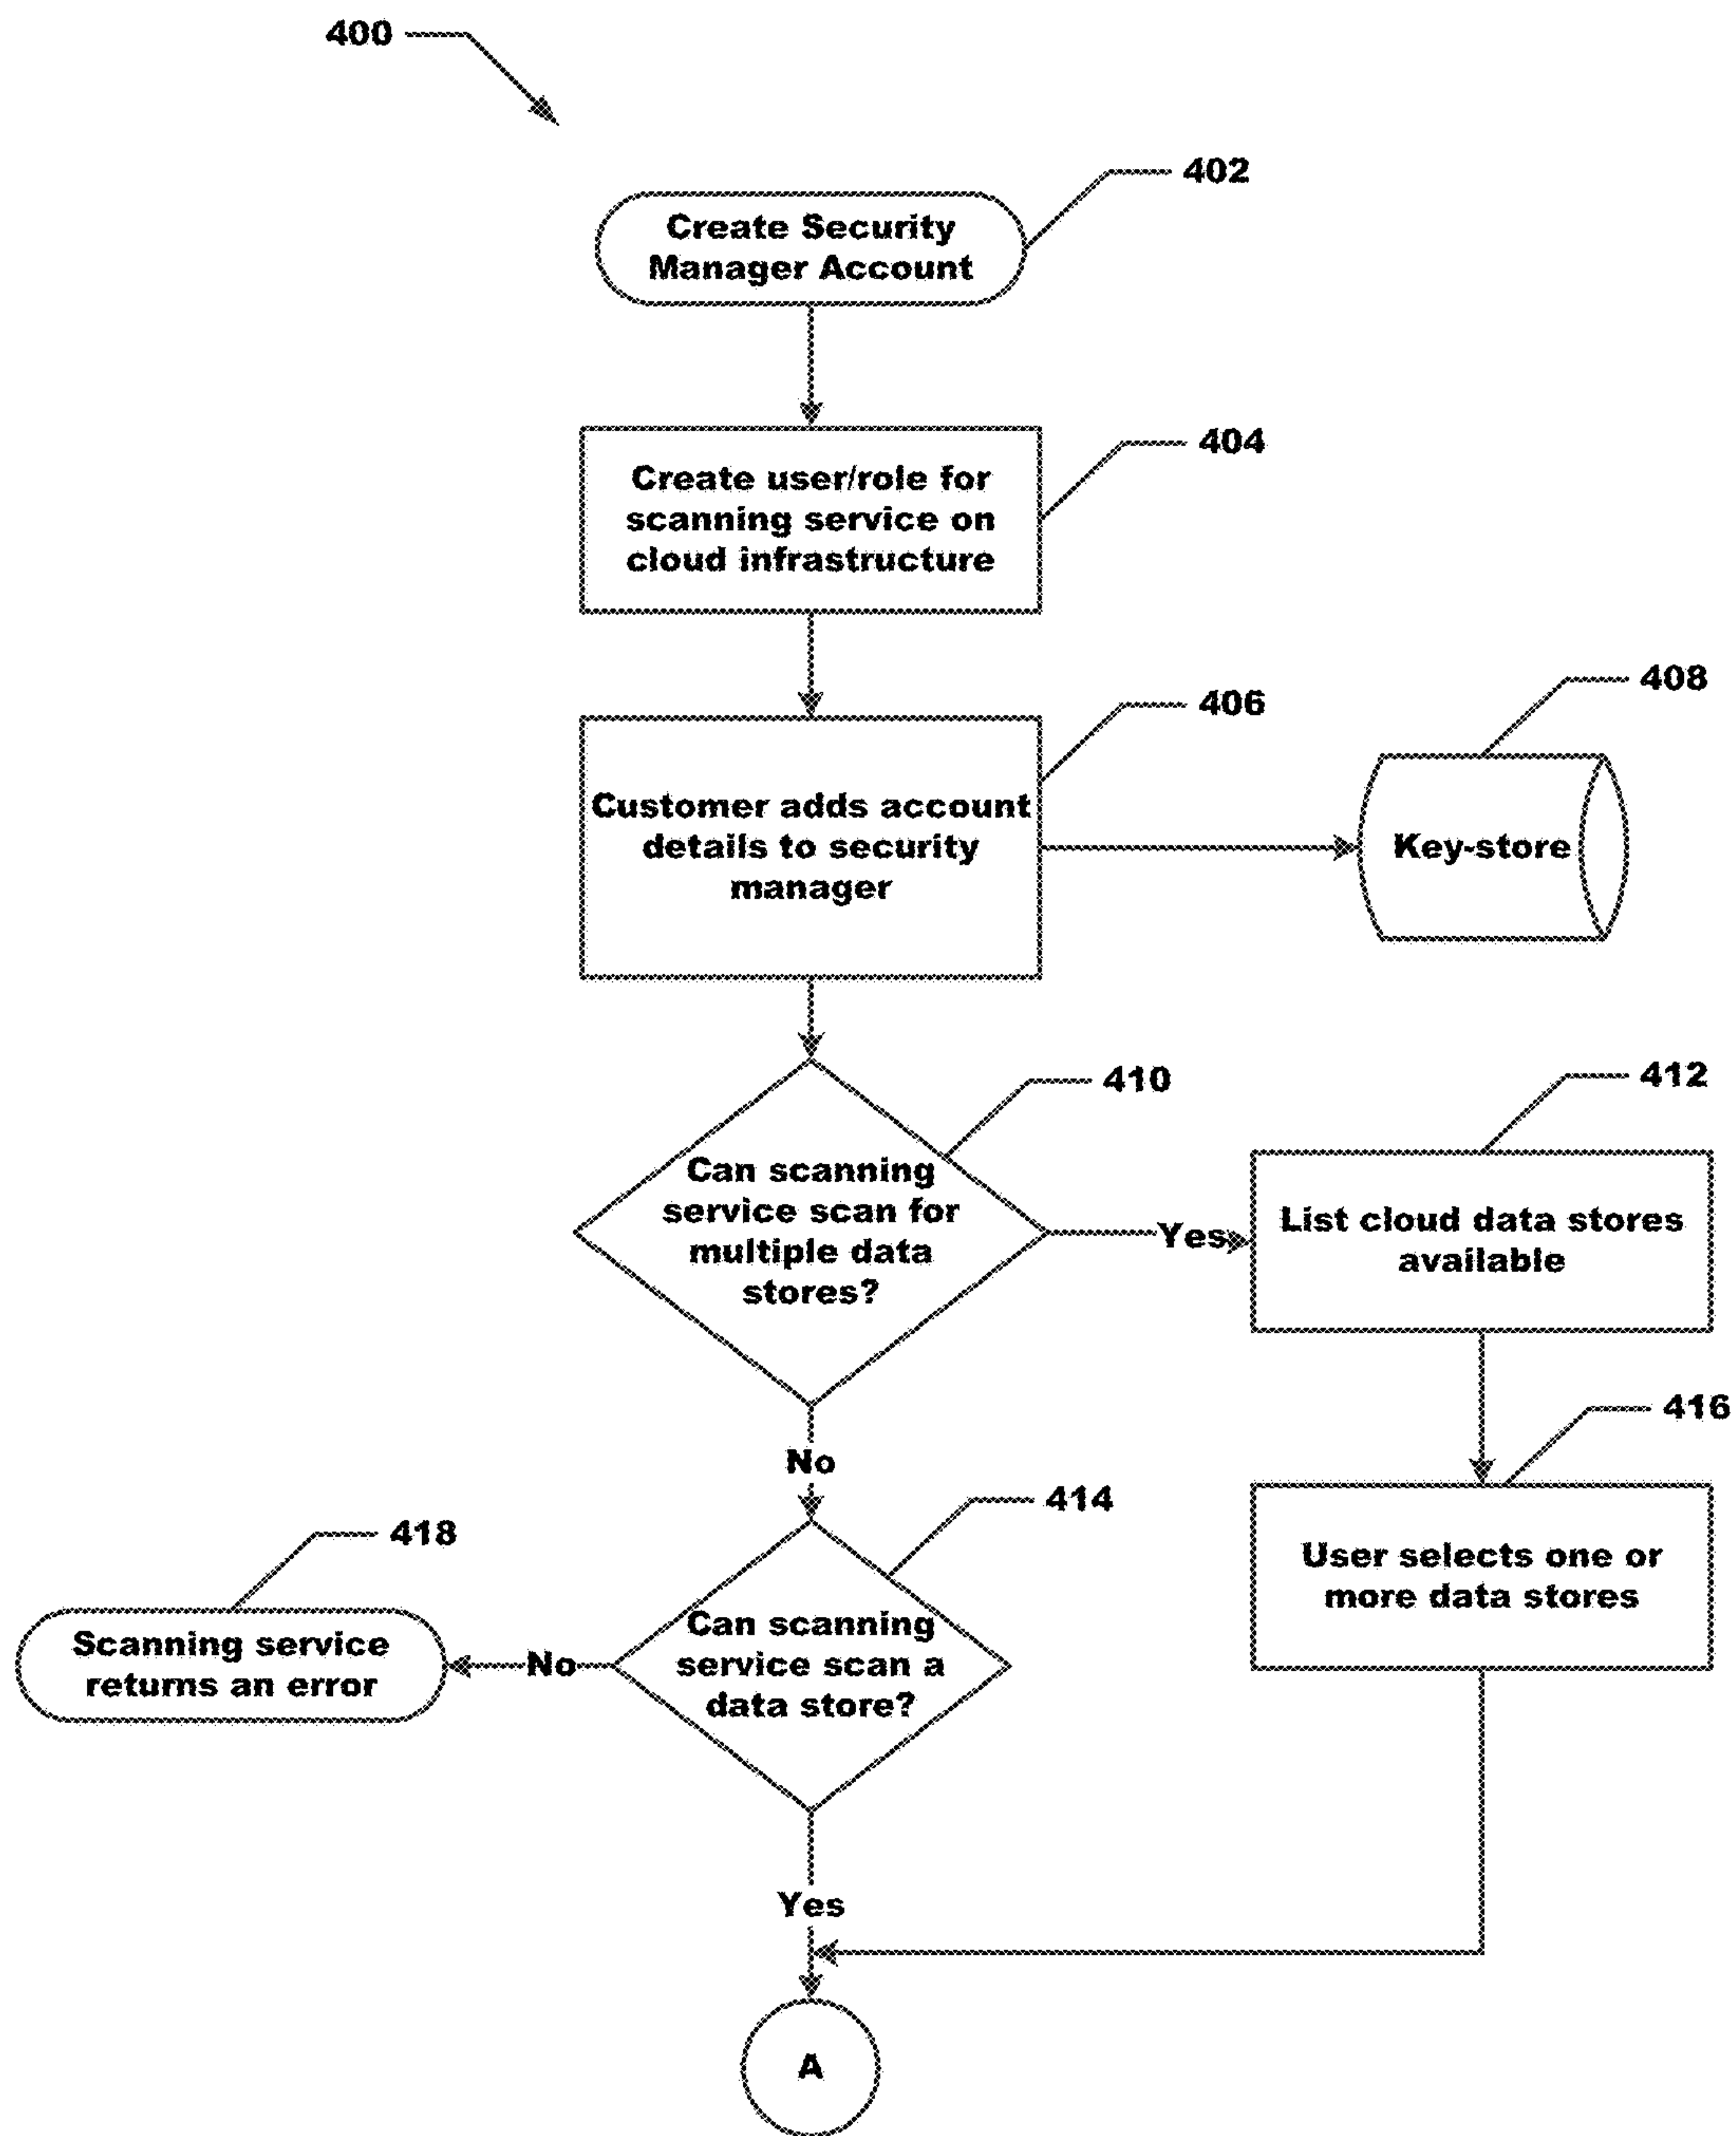 400
402
Create Security
Manager Account
404
Create user/role for
scanning service on
cloud infrastructure
406
408
Customer adds account
details to security
manager
Key-store
410
412
Can scanning
service scan for
multiple data
stores?
Yes
List cloud data stores
available
416
No
414
418
User selects one or
more data stores
Can scanning
service scan a
data store?
No
Scanning service
returns an error
Yes
A